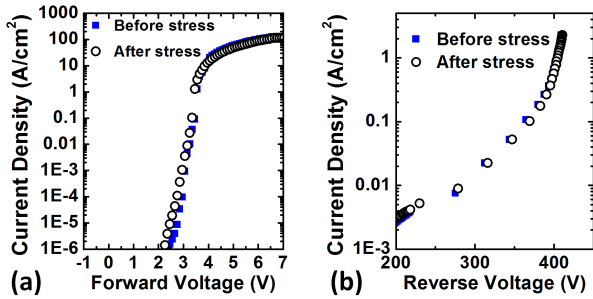 Current Density (A/cm²)
1000
100
10
1
0.1
0.01
1E-3
1E-4
1E-5
1E-6
Before stress
After stress
-1 0 1 2 3 4 5 6 7
Forward Voltage (V)
(a)
Current Density (A/cm²)
1
0.1
0.01
1E-3
Before stress
After stress
200 300 400
Reverse Voltage (V)
(b)